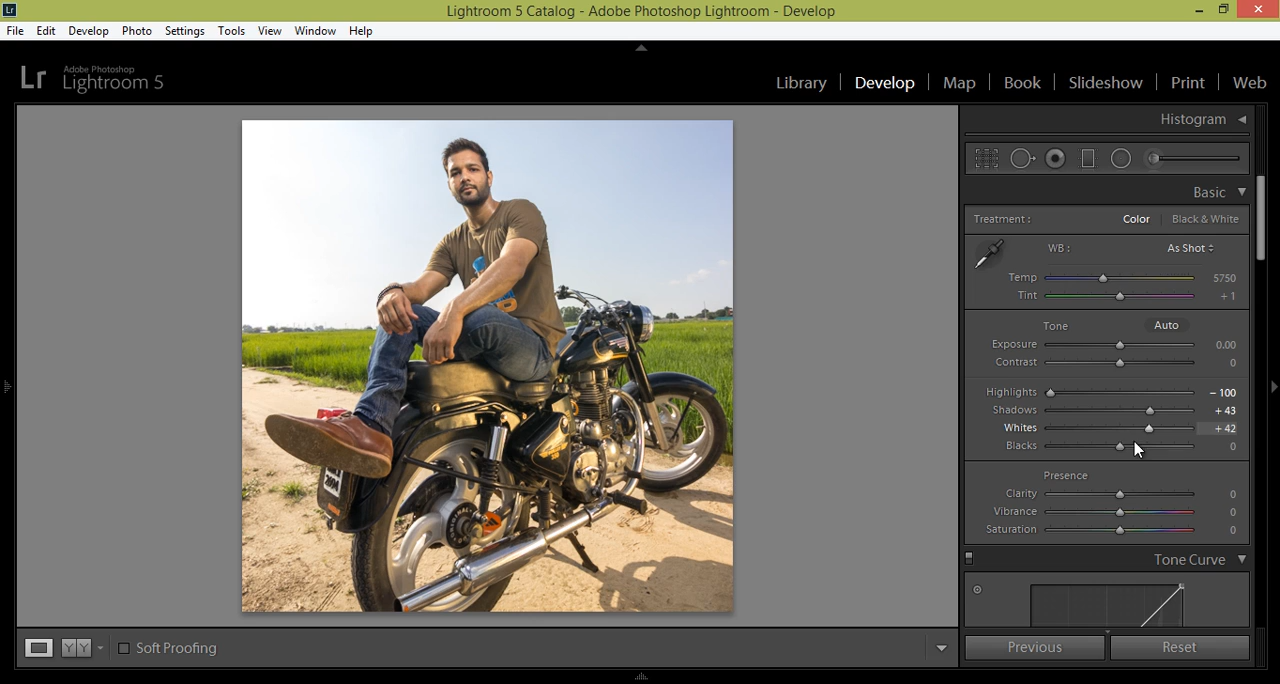 Lr
Lightroom 5 Catalog - Adobe Photoshop Lightroom - Develop
File Edit Develop Photo Settings Tools View Window Help
Lr Adobe Photoshop
Lightroom 5
Library Develop Map Book Slideshow Print Web
Histogram
Basic
Treatment : Color Black & White
WB : As Shot
Temp 5750
Tint + 1
Tone Auto
Exposure 0.00
Contrast 0
Highlights - 100
Shadows + 43
Whites + 42
Blacks 0
Presence
Clarity 0
Vibrance 0
Saturation 0
Tone Curve
Y Y Soft Proofing
Previous Reset